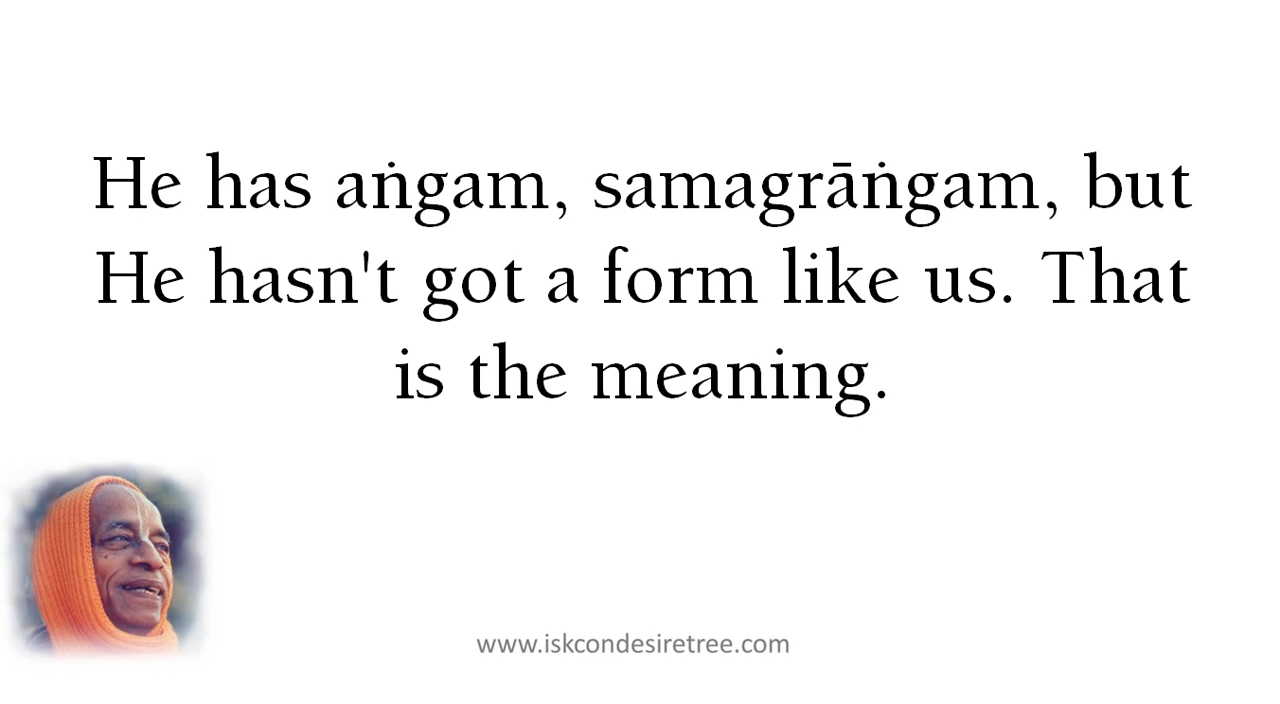 He has aṅgam, samagrāṅgam, but
He hasn't got a form like us. That
is the meaning.
www.iskcondesiretree.com